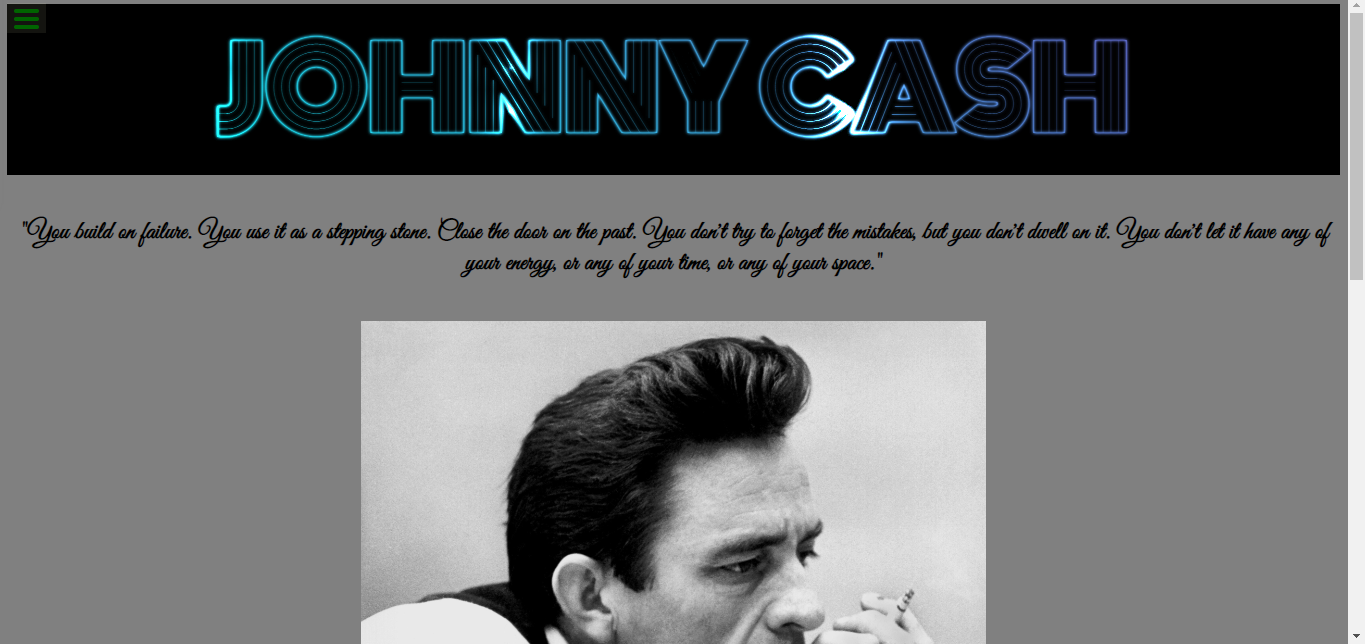 JOHNNY CASH
"You build on failure. You use it as a stepping stone. Close the door on the past. You don't try to forget the mistakes, but you don't dwell on it. You don't let it have any of
your energy, or any of your time, or any of your space."